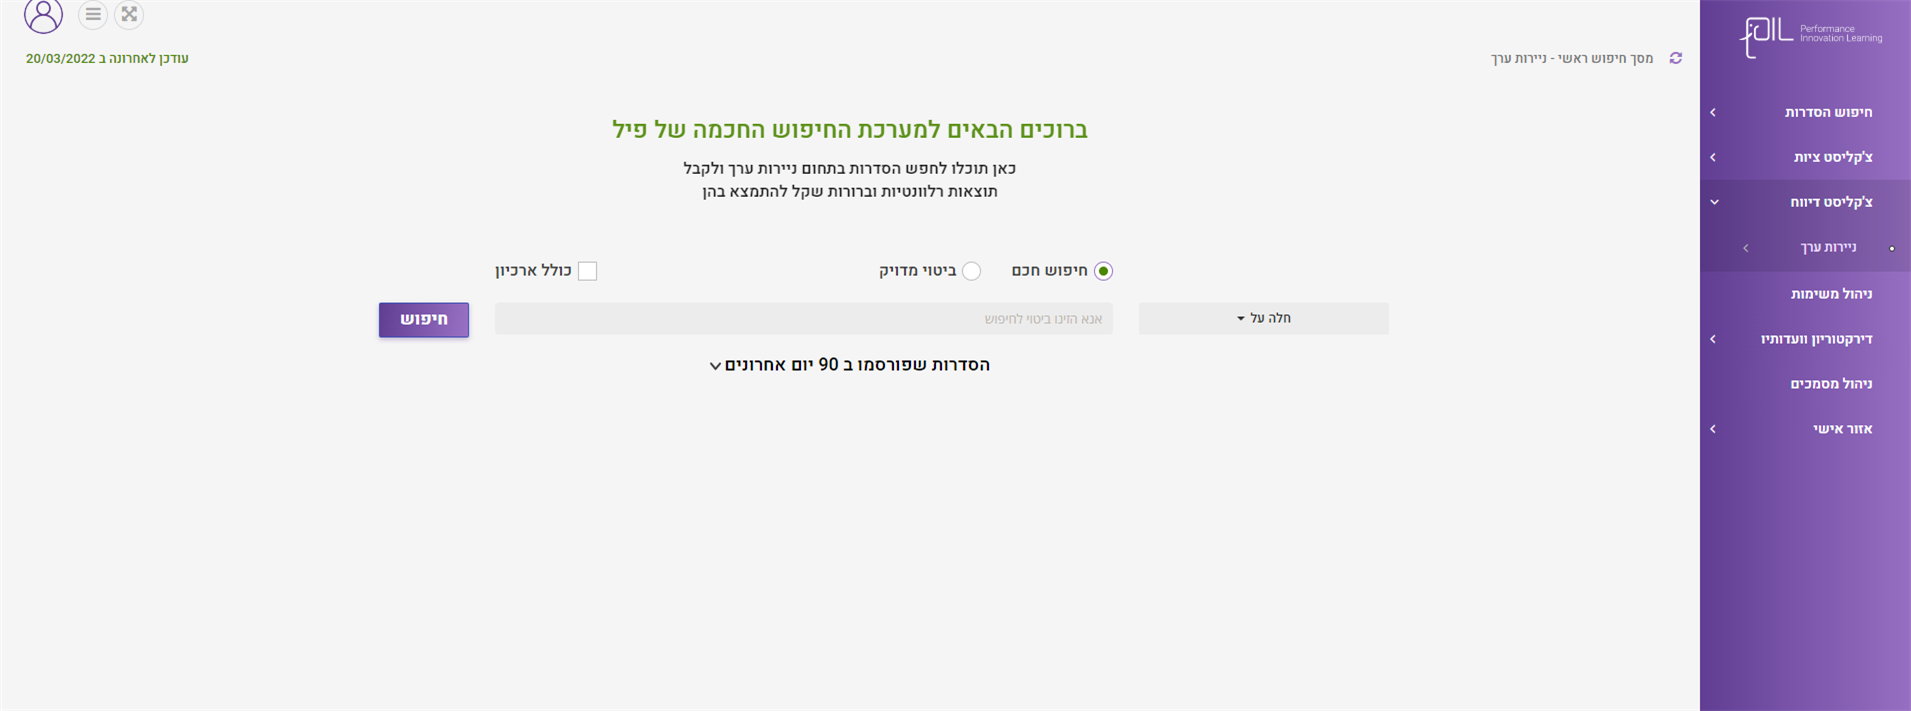 fOIL Performance
Innovation Learning
חיפוש הסדרות
צ'קליסט ציות
צ'קליסט דיווח
ניירות ערך
ניהול משימות
דירקטוריון וועדותיו
ניהול מסמכים
אזור אישי
מסך חיפוש ראשי - ניירות ערך
עודכן לאחרונה ב 20/03/2022
ברוכים הבאים למערכת החיפוש החכמה של פיל
כאן תוכלו לחפש הסדרות בתחום ניירות ערך ולקבל
תוצאות רלוונטיות וברורות שקל להתמצא בהן
חיפוש חכם ביטוי מדויק כולל ארכיון
חלה על אנא הזינו ביטוי לחיפוש חיפוש
הסדרות שפורסמו ב 90 יום אחרונים